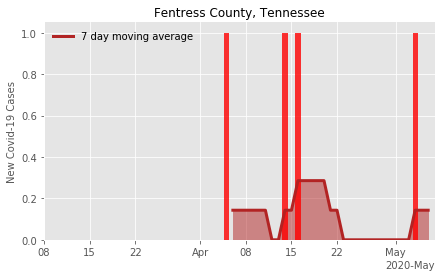 Fentress County, Tennessee
7 day moving average
New Covid-19 Cases
1.0
0.8
0.6
0.4
0.2
0.0
08 15 22 Apr 08 15 22 May
2020-May